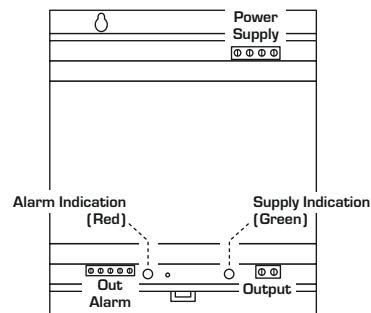 Power
Supply
Alarm Indication
(Red)
Supply Indication
(Green)
Out
Alarm
Output